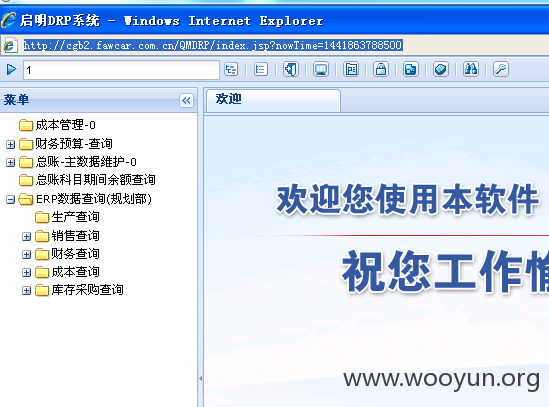 启明DRP系统 - Windows Internet Explorer
http://cgb2.fawcar.com.cn/QMDRP/index.jsp?nowTime=1441863788500
1
菜单
欢迎
成本管理-0
财务预算-查询
总账-主数据维护-0
总账科目期间余额查询
ERP数据查询(规划部)
生产查询
销售查询
财务查询
成本查询
库存采购查询
欢迎您使用本软件
祝您工作愉
www.wooyun.org